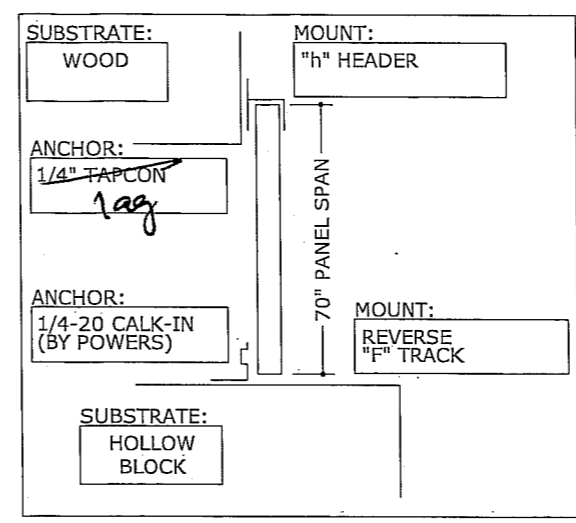 SUBSTRATE:
WOOD
MOUNT:
"h" HEADER
ANCHOR:
1/4" TAPCON
lag
70" PANEL SPAN
ANCHOR:
1/4-20 CALK-IN
(BY POWERS)
MOUNT:
REVERSE
"F" TRACK
SUBSTRATE:
HOLLOW
BLOCK